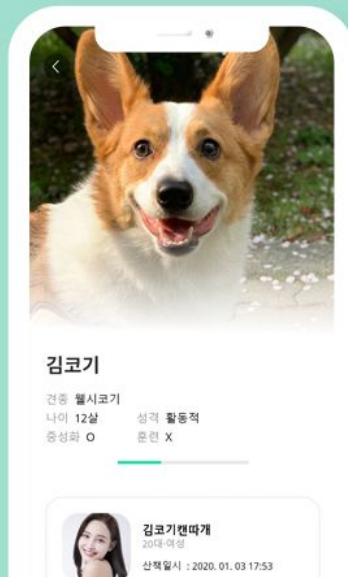 김코기
견종 웰시코기
나이 12살 성격 활동적
중성화 O 훈련 X
김코기캔따개
20대·여성
산책일시 : 2020. 01. 03 17:53